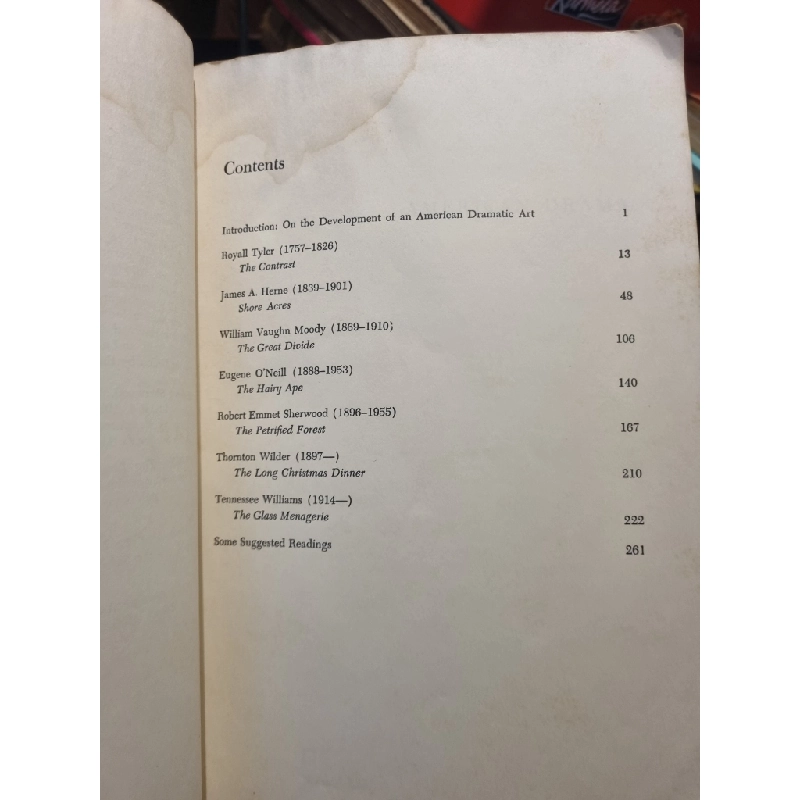 Contents
Introduction: On the Development of an American Dramatic Art 1
Royall Tyler (1757–1826) 13
The Contrast
James A. Herne (1839–1901) 48
Shore Acres
William Vaughn Moody (1869–1910) 100
The Great Divide
Eugene O'Neill (1888–1953) 140
The Hairy Ape
Robert Emmet Sherwood (1896–1955) 167
The Petrified Forest
Thornton Wilder (1897—) 210
The Long Christmas Dinner
Tennessee Williams (1914—) 222
The Glass Menagerie
Some Suggested Readings 261